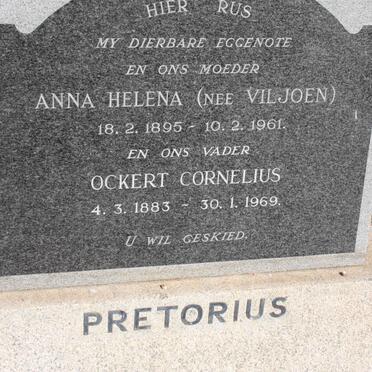 HIER RUS
MY DIERBARE EGGENOTE
EN ONS MOEDER
ANNA HELENA (NEE VILJOEN)
18. 2. 1895 - 10. 2. 1961.
EN ONS VADER
OCKERT CORNELIUS
4. 3. 1883 - 30. 1. 1969.
U WIL GESKIED.
PRETORIUS